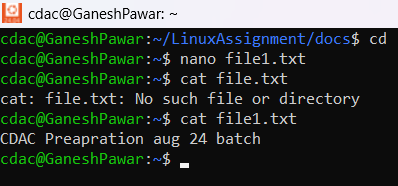 cdac@GaneshPawar: ~
cdac@GaneshPawar:~/LinuxAssignment/docs$ cd
cdac@GaneshPawar:~$ nano file1.txt
cdac@GaneshPawar:~$ cat file.txt
cat: file.txt: No such file or directory
cdac@GaneshPawar:~$ cat file1.txt
CDAC Preapration aug 24 batch
cdac@GaneshPawar:~$